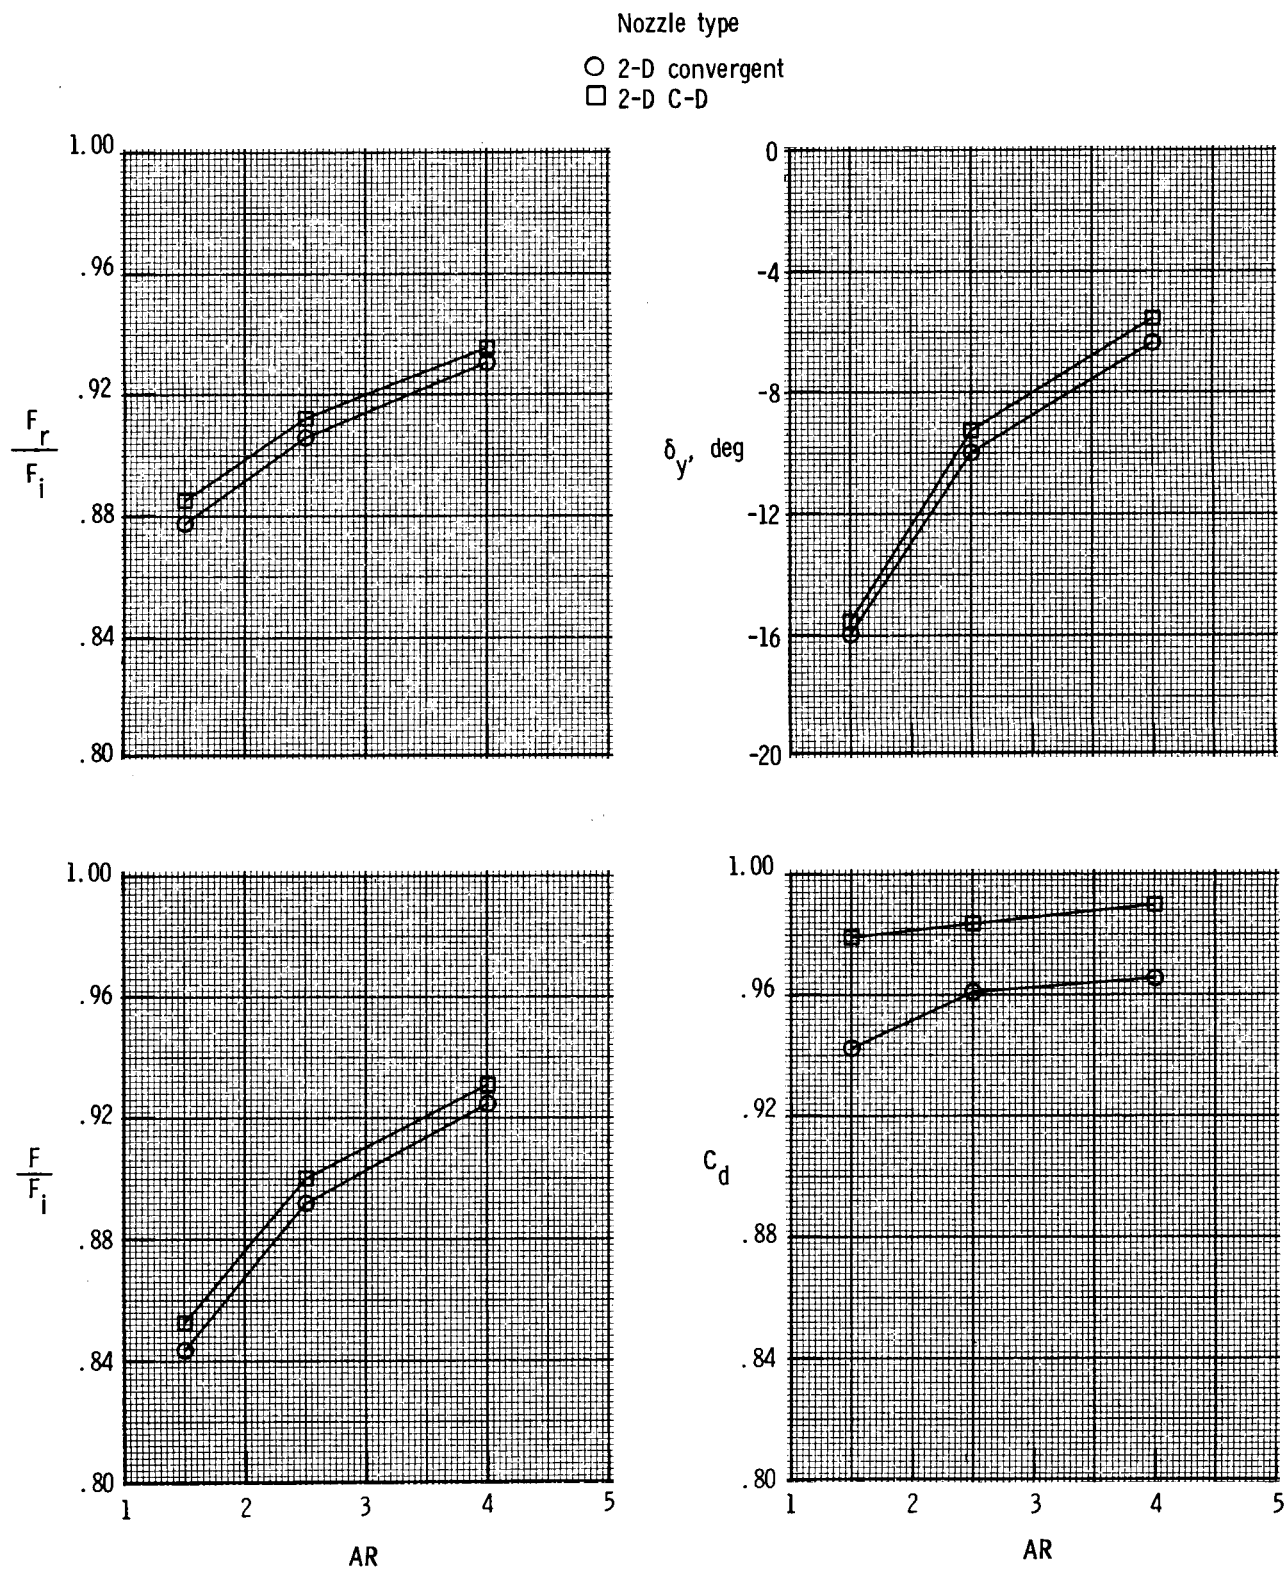 Nozzle type
2-D convergent
2-D C-D
1.00
.96
.92
.88
.84
.80
F_r
F_i
0
-4
-8
-12
-16
-20
δ_y, deg
1.00
.96
.92
.88
.84
.80
F
F_i
1 2 3 4 5
AR
1.00
.96
.92
.88
.84
.80
C_d
1 2 3 4 5
AR